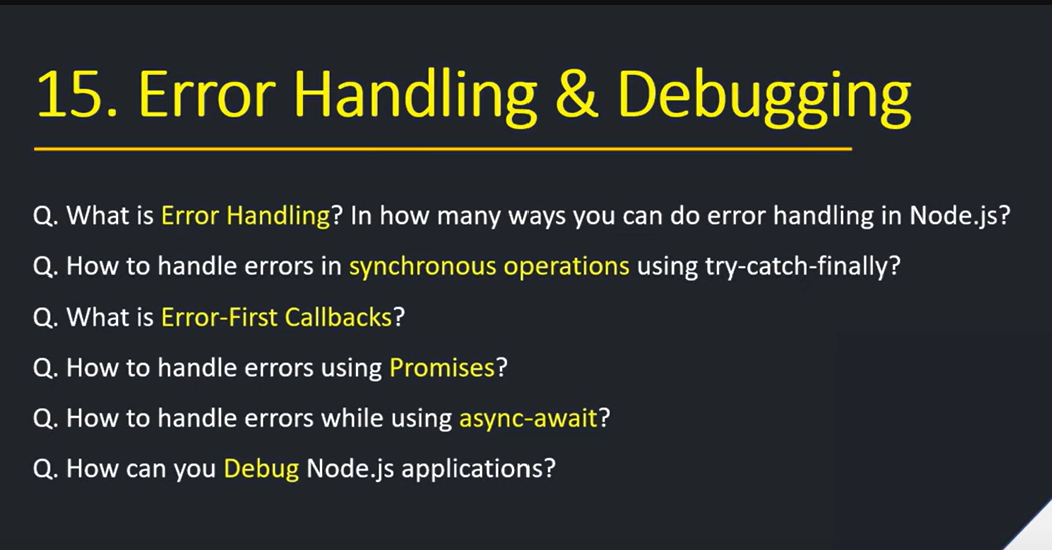 15. Error Handling & Debugging
Q. What is Error Handling? In how many ways you can do error handling in Node.js?
Q. How to handle errors in synchronous operations using try-catch-finally?
Q. What is Error-First Callbacks?
Q. How to handle errors using Promises?
Q. How to handle errors while using async-await?
Q. How can you Debug Node.js applications?